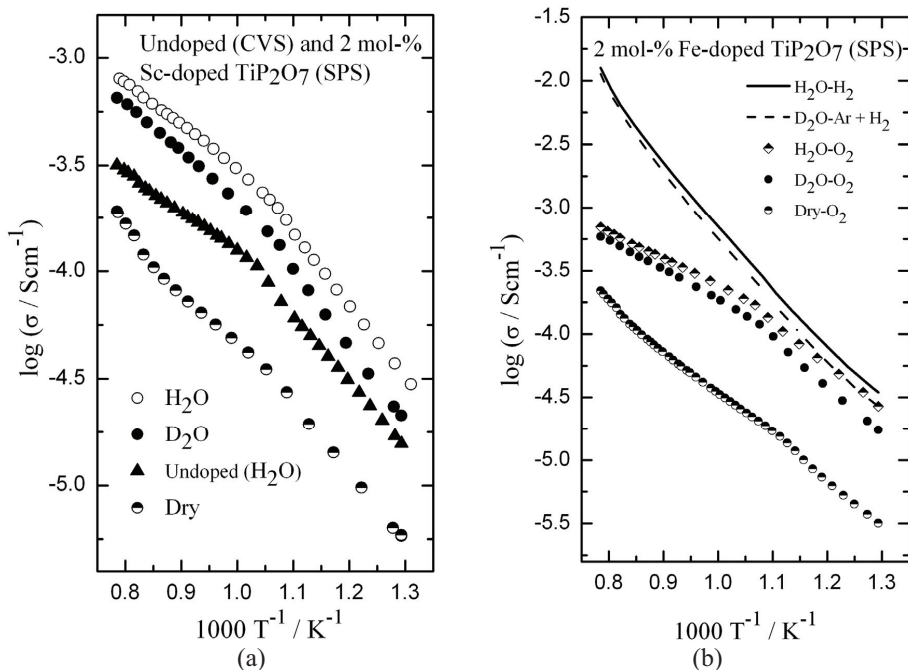 Undoped (CVS) and 2 mol-%
Sc-doped TiP₂O₇ (SPS)
log (σ / Scm⁻¹)
-3.0
-3.5
-4.0
-4.5
-5.0
H₂O
D₂O
Undoped (H₂O)
Dry
0.8 0.9 1.0 1.1 1.2 1.3
1000 T⁻¹ / K⁻¹
(a)
2 mol-% Fe-doped TiP₂O₇ (SPS)
log (σ / Scm⁻¹)
-1.5
-2.0
-2.5
-3.0
-3.5
-4.0
-4.5
-5.0
-5.5
H₂O-H₂
D₂O-Ar + H₂
H₂O-O₂
D₂O-O₂
Dry-O₂
0.8 0.9 1.0 1.1 1.2 1.3
1000 T⁻¹ / K⁻¹
(b)